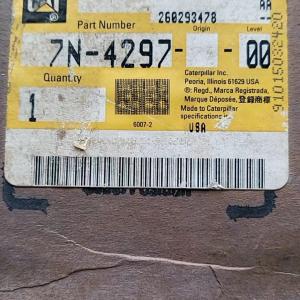 AA
260293478
Part Number
Origin
Level
7N-4297-
- 00
Quantity
1
Caterpillar Inc.
Peoria, Illinois 61629 USA
®: Regd., Marca Registrada,
Marque Déposée, 登録商標
Made to Caterpillar
specifications in
USA
6007-2
91015032420